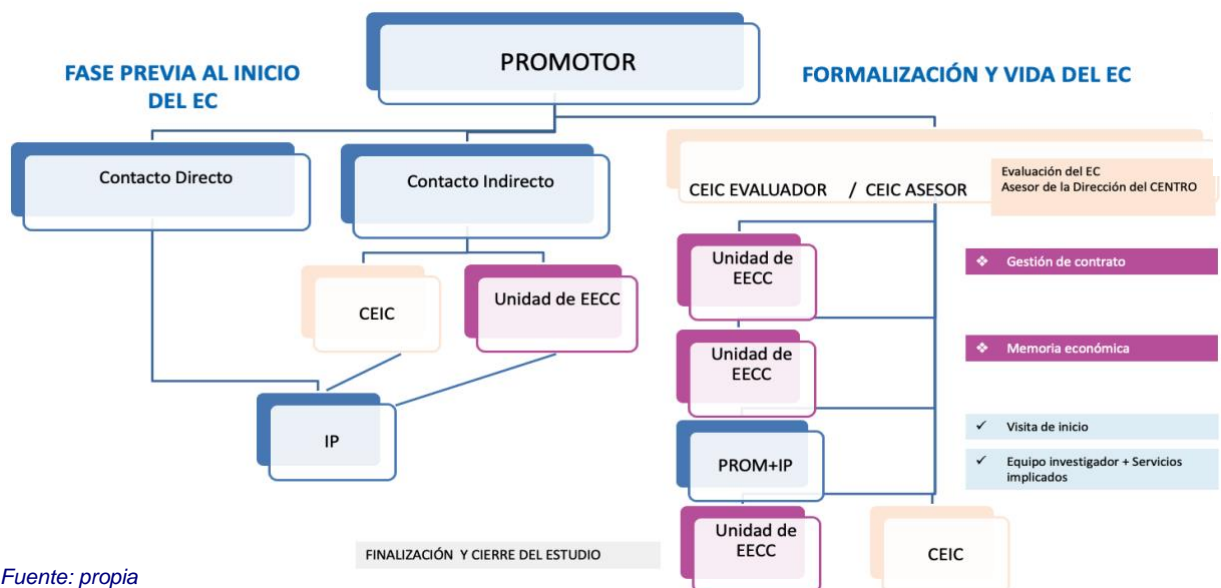 PROMOTOR
FASE PREVIA AL INICIO
DEL EC
FORMALIZACIÓN Y VIDA DEL EC
Contacto Directo
Contacto Indirecto
CEIC EVALUADOR / CEIC ASESOR
Evaluación del EC
Asesor de la Dirección del CENTRO
CEIC
Unidad de EECC
IP
Unidad de
EECC
❖ Gestión de contrato
Unidad de
EECC
❖ Memoria económica
PROM+IP
✓ Visita de inicio
✓ Equipo investigador + Servicios
implicados
FINALIZACIÓN Y CIERRE DEL ESTUDIO
Unidad de
EECC
CEIC
Fuente: propia